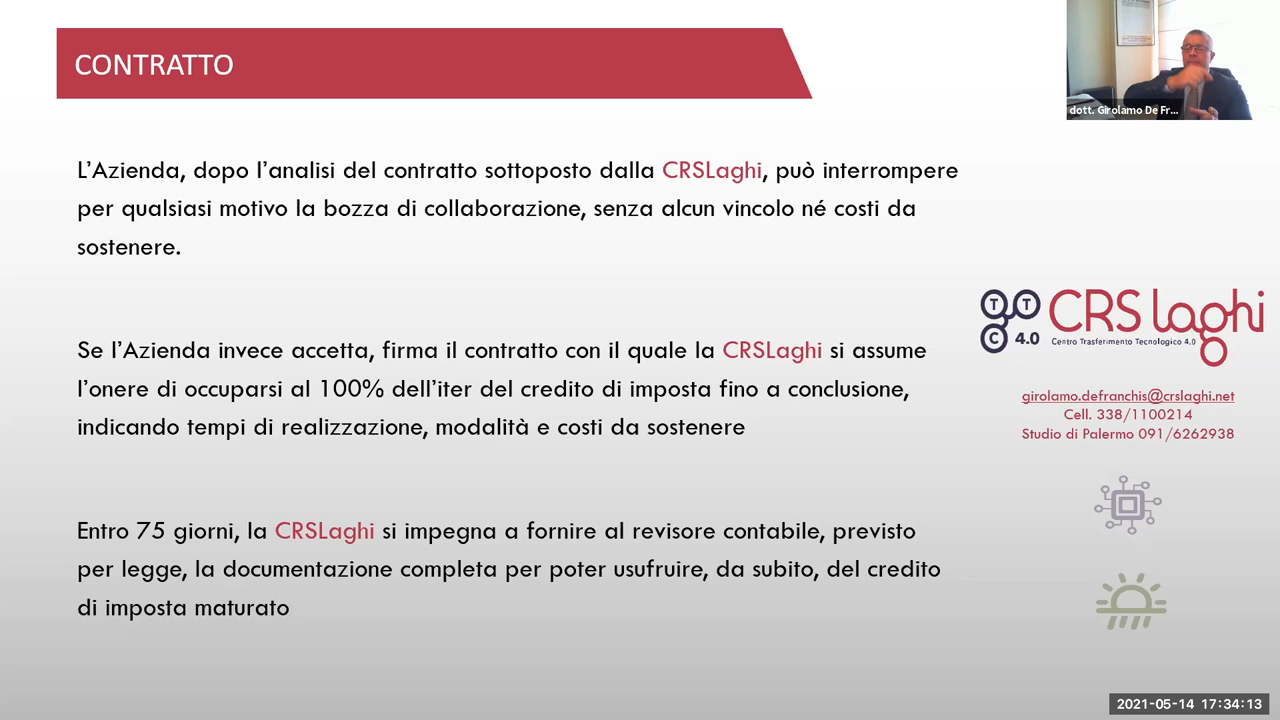 CONTRATTO
dott. Girolamo De Fr...
L’Azienda, dopo l’analisi del contratto sottoposto dalla CRSLaghi, può interrompere
per qualsiasi motivo la bozza di collaborazione, senza alcun vincolo né costi da
sostenere.
Se l’Azienda invece accetta, firma il contratto con il quale la CRSLaghi si assume
l’onere di occuparsi al 100% dell’iter del credito di imposta fino a conclusione,
indicando tempi di realizzazione, modalità e costi da sostenere
Entro 75 giorni, la CRSLaghi si impegna a fornire al revisore contabile, previsto
per legge, la documentazione completa per poter usufruire, da subito, del credito
di imposta maturato
T T
C 4.0
CRS laghi
Centro Trasferimento Tecnologico 4.0
girolamo.defranchis@crslaghi.net
Cell. 338/1100214
Studio di Palermo 091/6262938
2021-05-14 17:34:13